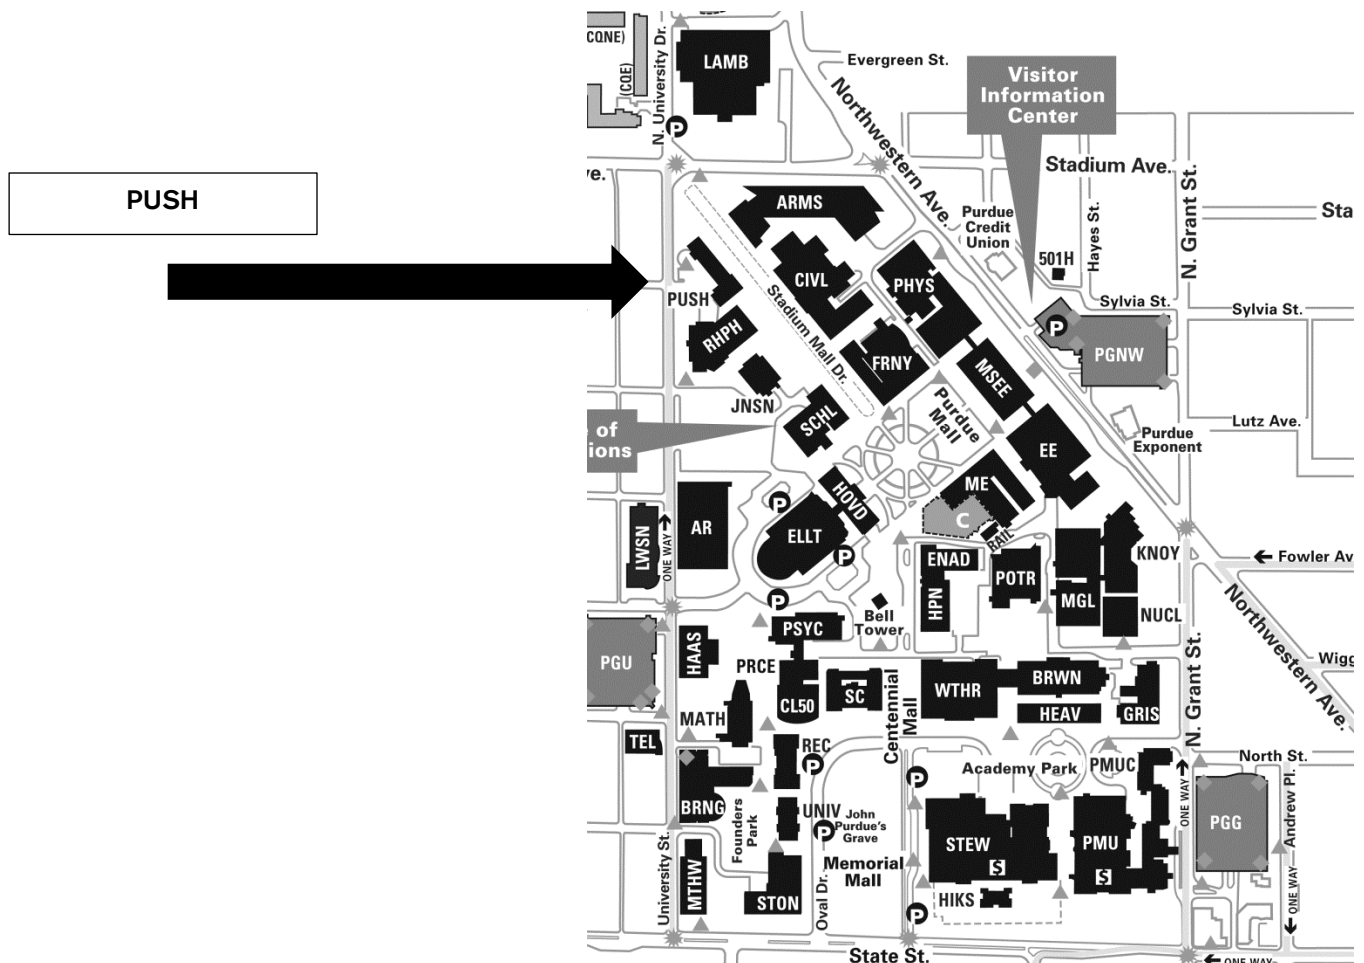 PUSH
(CQNE)
(CQE)
N. University Dr.
LAMB
P
Evergreen St.
Northwestern Ave.
Visitor
Information
Center
Stadium Ave.
N. Grant St.
Hayes St.
ve.
Sta
ARMS
Purdue
Credit
Union
501H
CIVL
PHYS
PUSH
Stadium Mall Dr.
Sylvia St.
Sylvia St.
P
PGNW
RHPH
FRNY
MSEE
JNSN
SCHL
Purdue
Mall
Lutz Ave.
Purdue
Exponent
e of
ions
EE
ME
HOVD
P
C
AR
LWSN
ONE WAY
ELLT
P
RAIL
KNOY
Fowler Av
ENAD
POTR
HPN
MGL
NUCL
P
Bell
Tower
PSYC
Northwestern Ave.
PGU
HAAS
PRCE
CL50
SC
WTHR
BRWN
HEAV
GRIS
N. Grant St.
Wigg
MATH
TEL
Centennial
Mall
REC
P
Academy Park
PMUC
North St.
P
BRNG
Founders
Park
UNIV
John
Purdue's
Grave
P
STEW
S
PMU
S
ONE WAY
PGG
Andrew Pl.
Memorial
Mall
University St.
MTHW
STON
Oval Dr.
HIKS
P
ONE WAY
State St.
ONE WAY